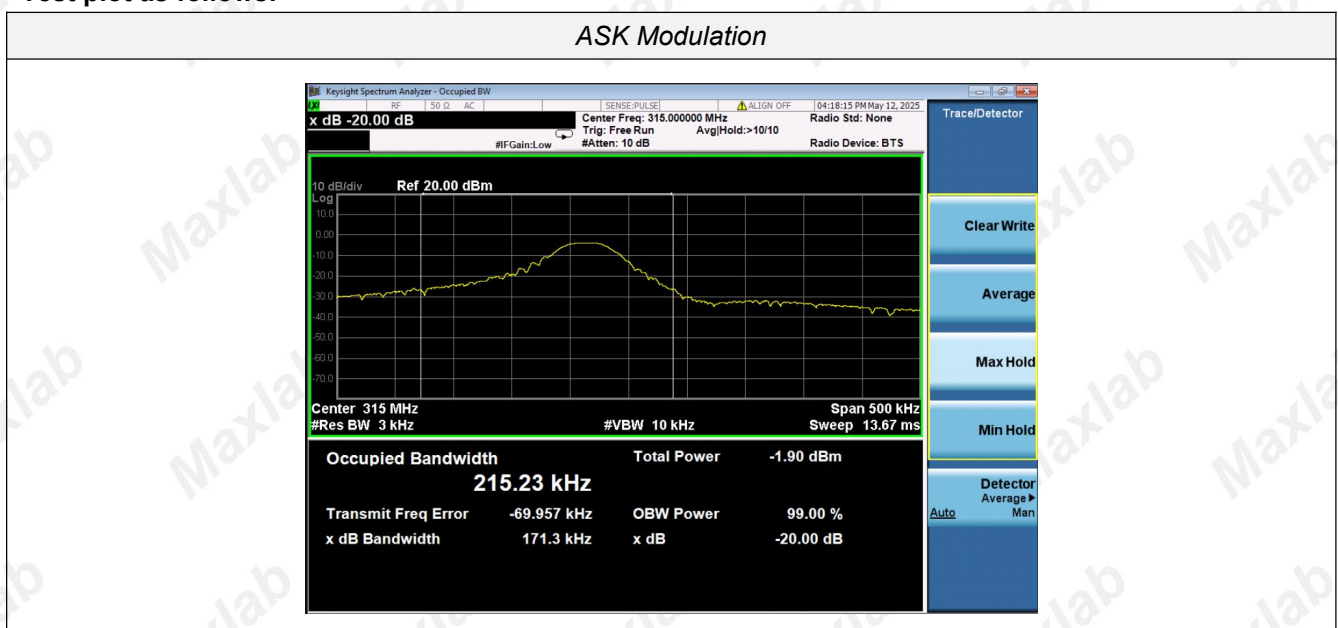 ASK Modulation
Keysight Spectrum Analyzer - Occupied BW
LXI RF 50 Ω AC SENSE:PULSE ALIGN OFF 04:18:15 PM May 12, 2025
x dB -20.00 dB
Center Freq: 315.000000 MHz
Radio Std: None
Trig: Free Run Avg|Hold:>10/10
#IFGain:Low #Atten: 10 dB
Radio Device: BTS
10 dB/div Ref 20.00 dBm
Log
10.0
0.00
-10.0
-20.0
-30.0
-40.0
-50.0
-60.0
-70.0
Center 315 MHz
Span 500 kHz
#Res BW 3 kHz
#VBW 10 kHz
Sweep 13.67 ms
Occupied Bandwidth
215.23 kHz
Total Power -1.90 dBm
Transmit Freq Error -69.957 kHz
OBW Power 99.00 %
x dB Bandwidth 171.3 kHz
x dB -20.00 dB
Trace/Detector
Clear Write
Average
Max Hold
Min Hold
Detector
Average
Auto Man
Maxlab
Maxlab
Maxlab
Maxlab